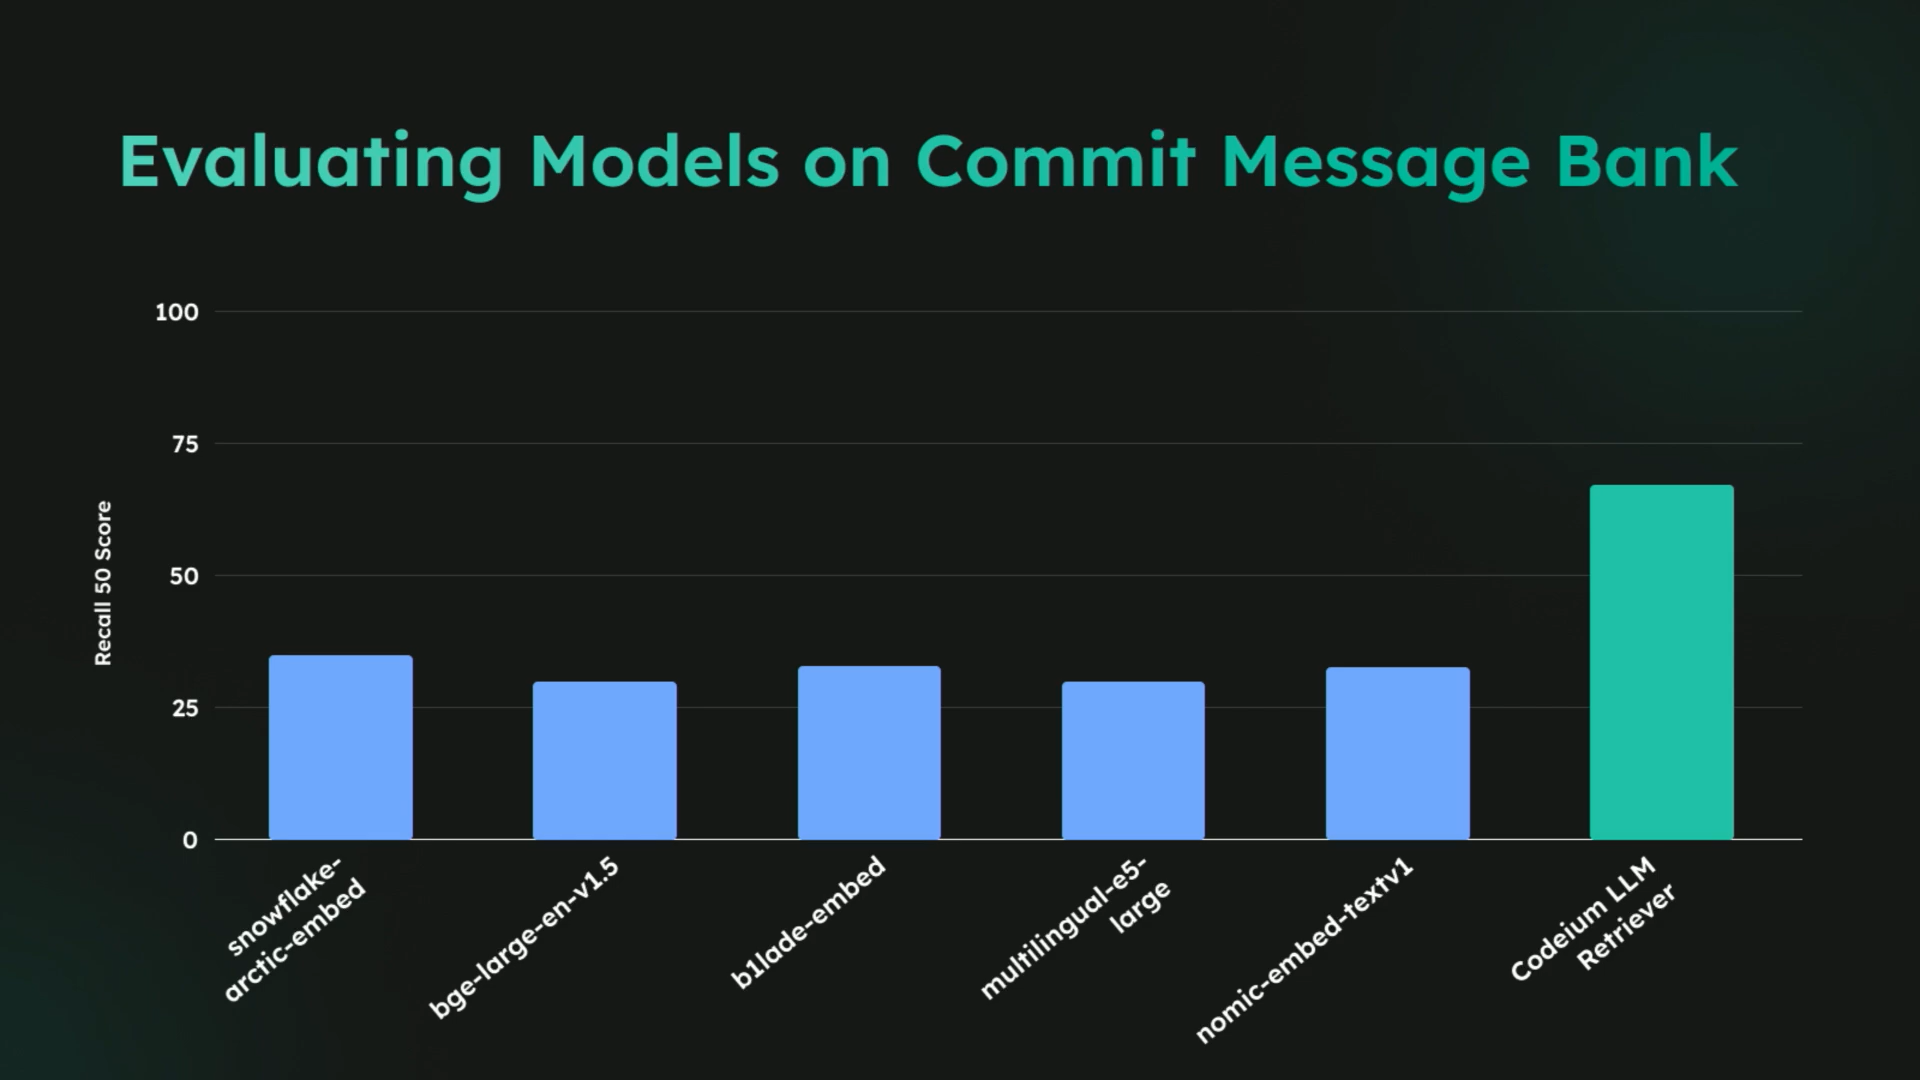 Evaluating Models on Commit Message Bank
100
75
50
25
0
Recall 50 Score
snowflake-
arctic-embed
bge-large-en-v1.5
b1lade-embed
multilingual-e5-
large
nomic-embed-textv1
Codeium LLM
Retriever